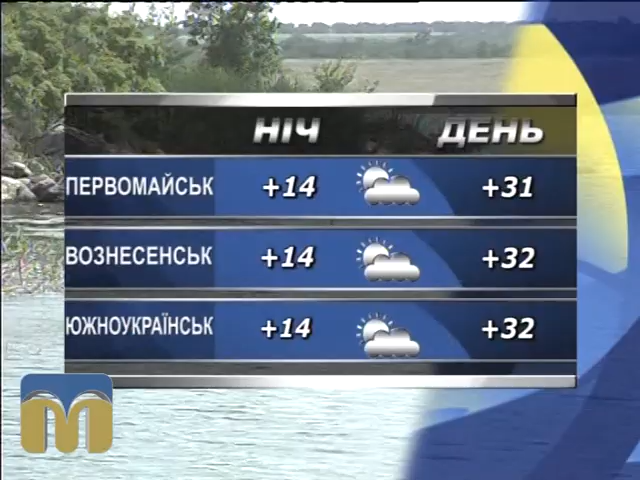 НІЧ ДЕНЬ
ПЕРВОМАЙСЬК +14 +31
ВОЗНЕСЕНСЬК +14 +32
ЮЖНОУКРАЇНСЬК +14 +32
М